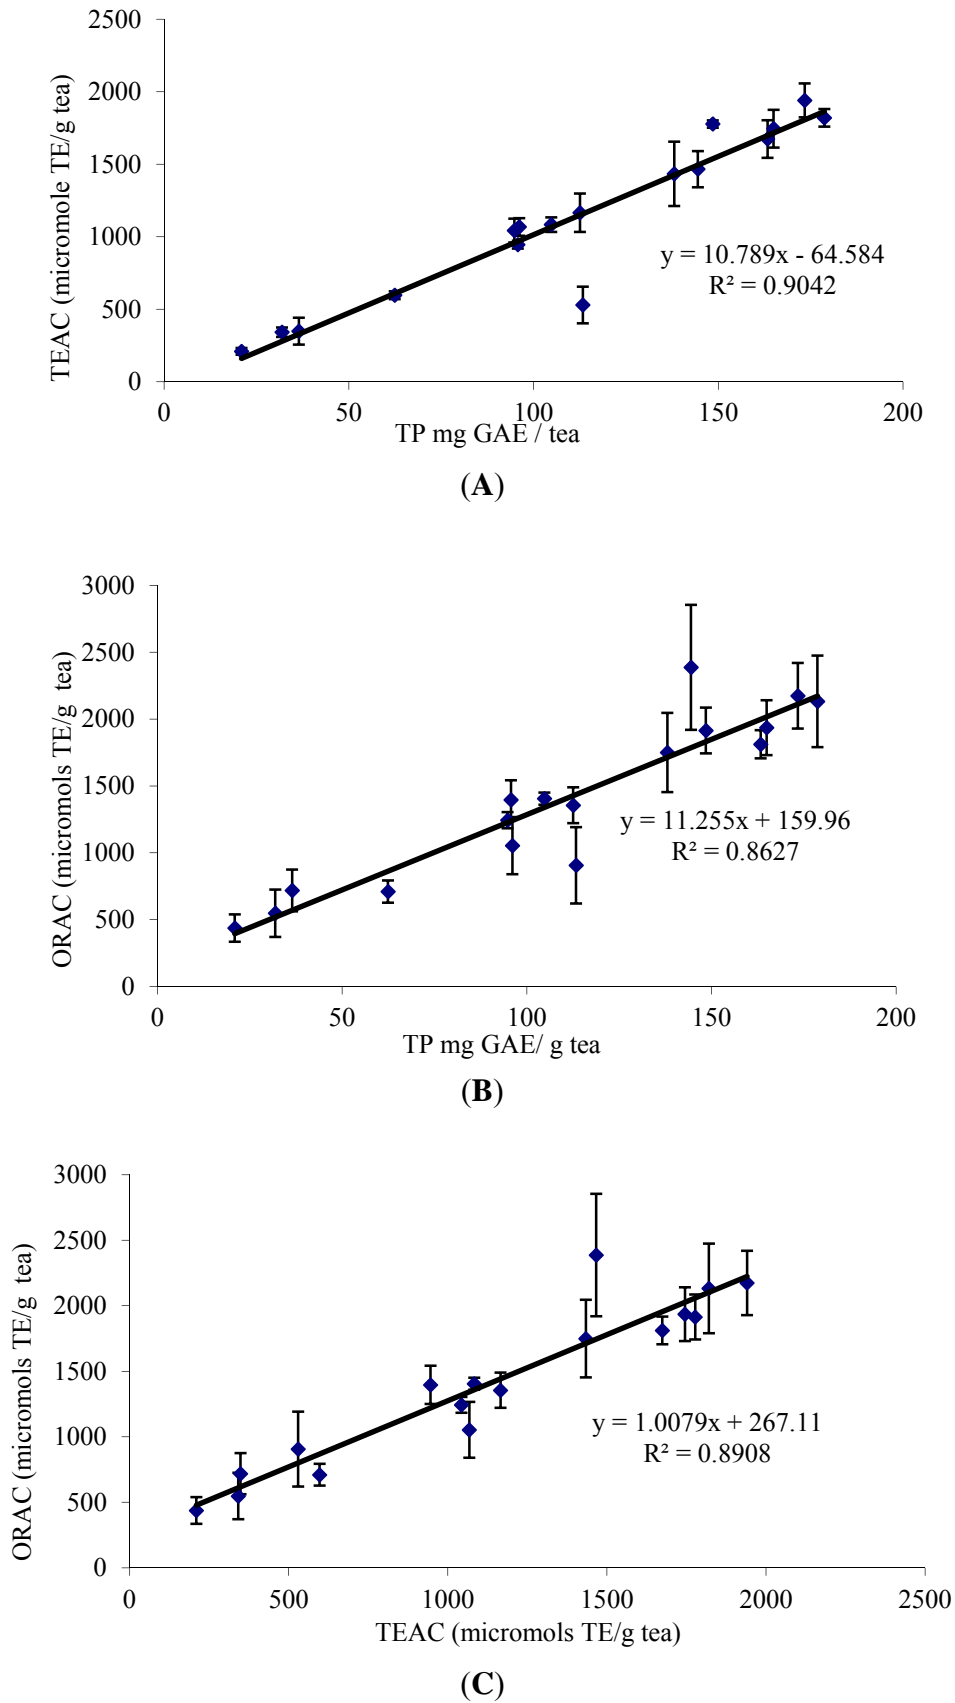 2500
2000
1500
1000
500
0
TEAC (micromole TE/g tea)
y = 10.789x - 64.584
R² = 0.9042
0 50 100 150 200
TP mg GAE / tea
(A)
3000
2500
2000
1500
1000
500
0
ORAC (micromols TE/g tea)
y = 11.255x + 159.96
R² = 0.8627
0 50 100 150 200
TP mg GAE/ g tea
(B)
3000
2500
2000
1500
1000
500
0
ORAC (micromols TE/g tea)
y = 1.0079x + 267.11
R² = 0.8908
0 500 1000 1500 2000 2500
TEAC (micromols TE/g tea)
(C)